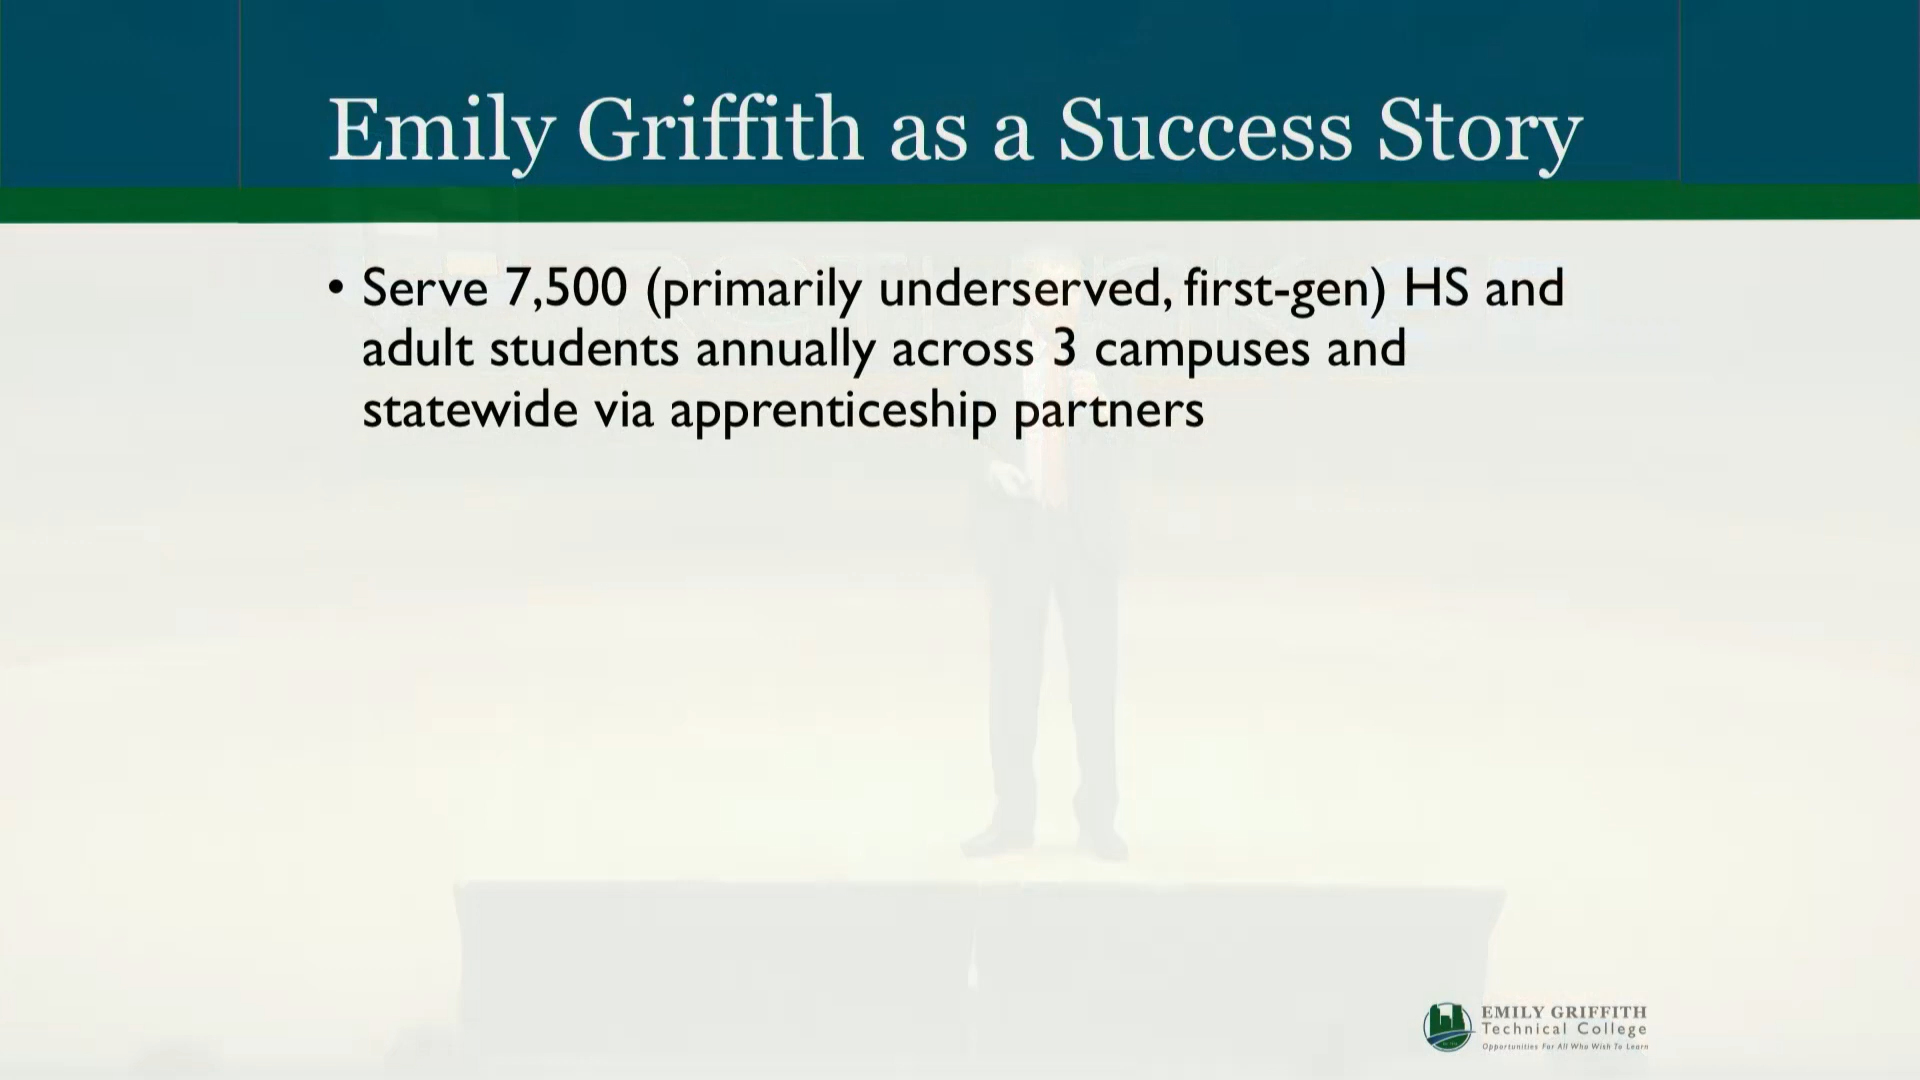 Emily Griffith as a Success Story
• Serve 7,500 (primarily underserved, first-gen) HS and
adult students annually across 3 campuses and
statewide via apprenticeship partners
EMILY GRIFFITH
Technical College
Opportunities For All Who Wish To Learn